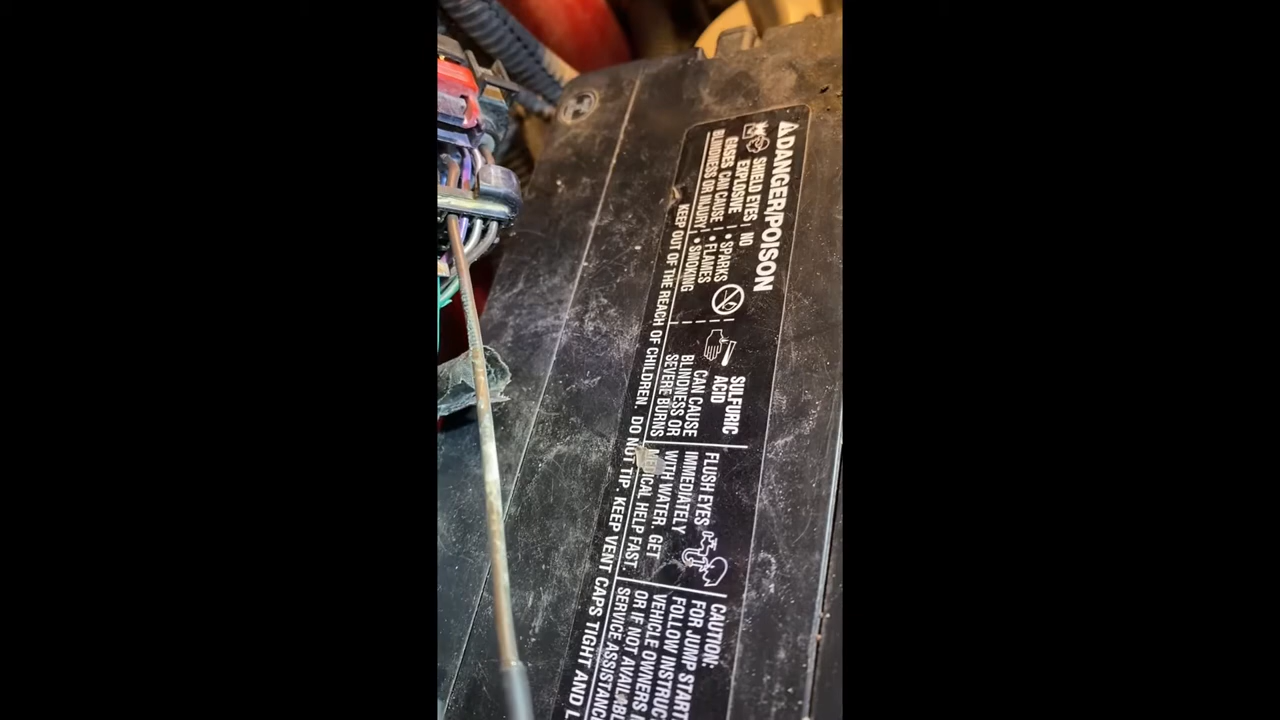 DANGER/POISON
SHIELD EYES
EXPLOSIVE
GASES CAN CAUSE
BLINDNESS OR INJURY
NO
• SPARKS
• FLAMES
• SMOKING
SULFURIC
ACID
CAN CAUSE
BLINDNESS OR
SEVERE BURNS
FLUSH EYES
IMMEDIATELY
WITH WATER. GET
MEDICAL HELP FAST.
CAUTION:
FOR JUMP START
FOLLOW INSTRUC
VEHICLE OWNERS
OR IF NOT AVAILAB
SERVICE ASSISTANC
KEEP OUT OF THE REACH OF CHILDREN. DO NOT TIP. KEEP VENT CAPS TIGHT AND L